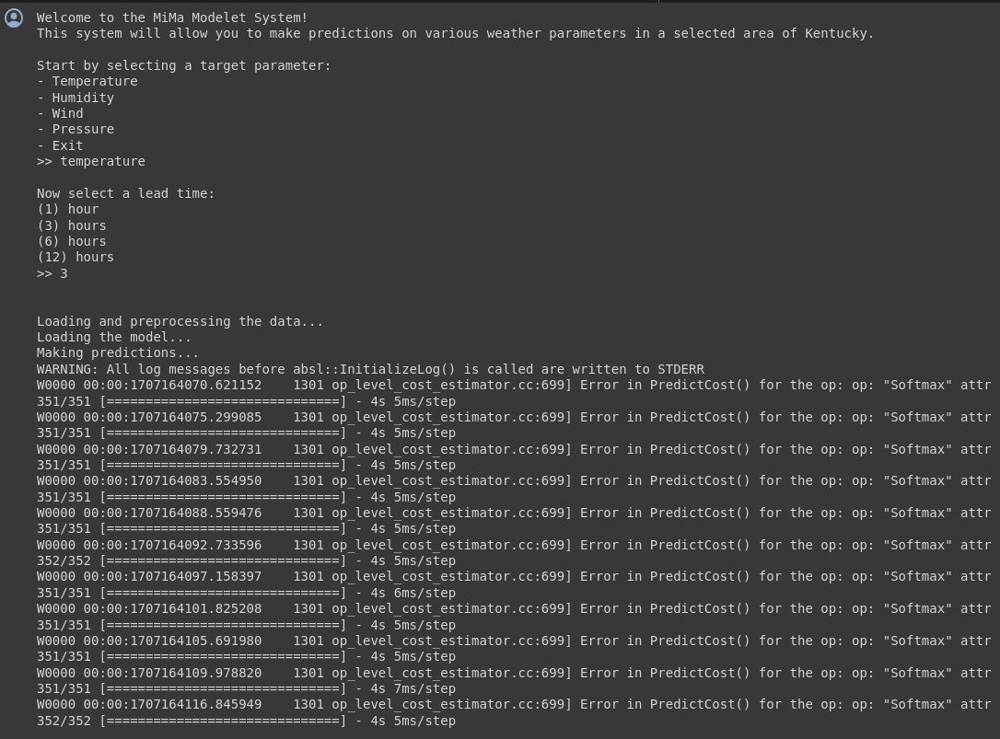 Welcome to the MiMa Modelet System!
This system will allow you to make predictions on various weather parameters in a selected area of Kentucky.
Start by selecting a target parameter:
- Temperature
- Humidity
- Wind
- Pressure
- Exit
>> temperature
Now select a lead time:
(1) hour
(3) hours
(6) hours
(12) hours
>> 3
Loading and preprocessing the data...
Loading the model...
Making predictions...
WARNING: All log messages before absl::InitializeLog() is called are written to STDERR
W0000 00:00:1707164070.621152    1301 op_level_cost_estimator.cc:699] Error in PredictCost() for the op: op: "Softmax" attr
351/351 [==============================] - 4s 5ms/step
W0000 00:00:1707164075.299085    1301 op_level_cost_estimator.cc:699] Error in PredictCost() for the op: op: "Softmax" attr
351/351 [==============================] - 4s 5ms/step
W0000 00:00:1707164079.732731    1301 op_level_cost_estimator.cc:699] Error in PredictCost() for the op: op: "Softmax" attr
351/351 [==============================] - 4s 5ms/step
W0000 00:00:1707164083.554950    1301 op_level_cost_estimator.cc:699] Error in PredictCost() for the op: op: "Softmax" attr
351/351 [==============================] - 4s 5ms/step
W0000 00:00:1707164088.559476    1301 op_level_cost_estimator.cc:699] Error in PredictCost() for the op: op: "Softmax" attr
351/351 [==============================] - 4s 5ms/step
W0000 00:00:1707164092.733596    1301 op_level_cost_estimator.cc:699] Error in PredictCost() for the op: op: "Softmax" attr
352/352 [==============================] - 4s 5ms/step
W0000 00:00:1707164097.158397    1301 op_level_cost_estimator.cc:699] Error in PredictCost() for the op: op: "Softmax" attr
351/351 [==============================] - 4s 6ms/step
W0000 00:00:1707164101.825208    1301 op_level_cost_estimator.cc:699] Error in PredictCost() for the op: op: "Softmax" attr
351/351 [==============================] - 4s 5ms/step
W0000 00:00:1707164105.691980    1301 op_level_cost_estimator.cc:699] Error in PredictCost() for the op: op: "Softmax" attr
351/351 [==============================] - 4s 5ms/step
W0000 00:00:1707164109.978820    1301 op_level_cost_estimator.cc:699] Error in PredictCost() for the op: op: "Softmax" attr
351/351 [==============================] - 4s 7ms/step
W0000 00:00:1707164116.845949    1301 op_level_cost_estimator.cc:699] Error in PredictCost() for the op: op: "Softmax" attr
352/352 [==============================] - 4s 5ms/step